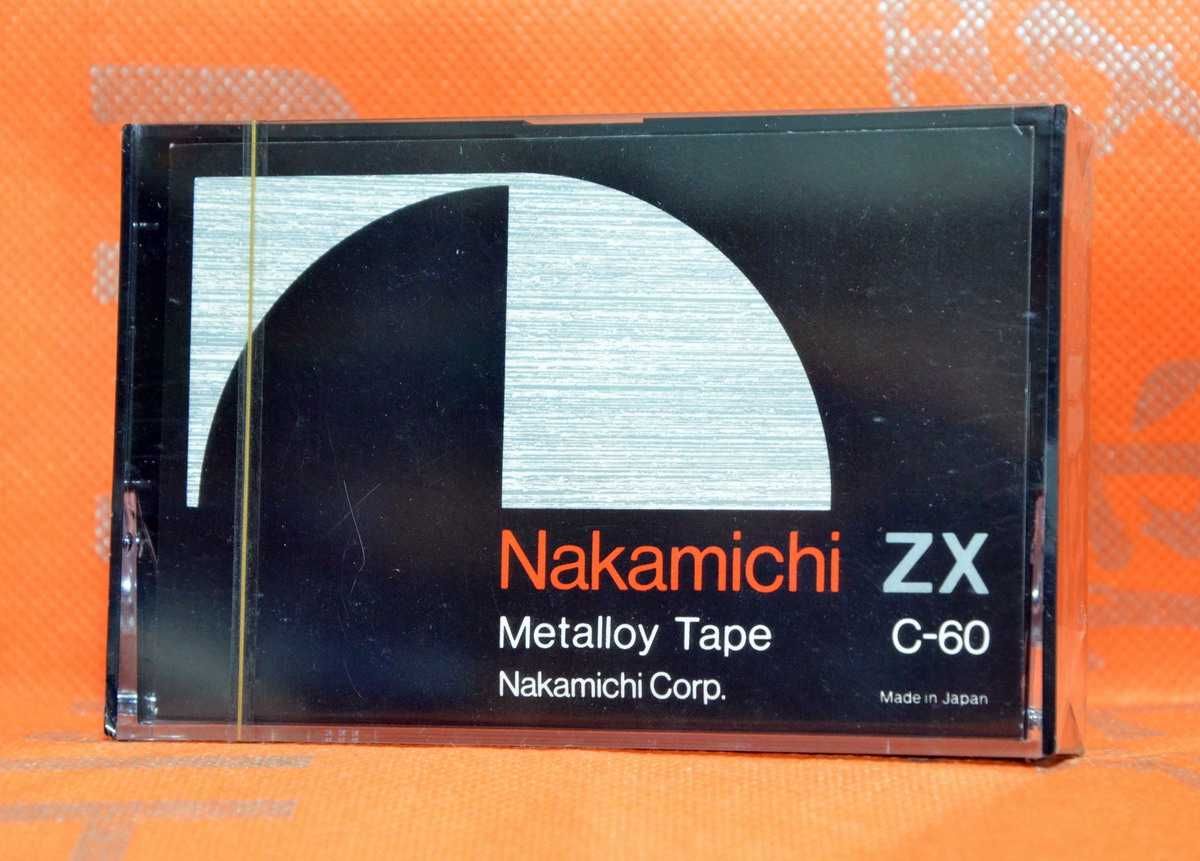 Nakamichi ZX
Metalloy Tape C-60
Nakamichi Corp.
Made in Japan